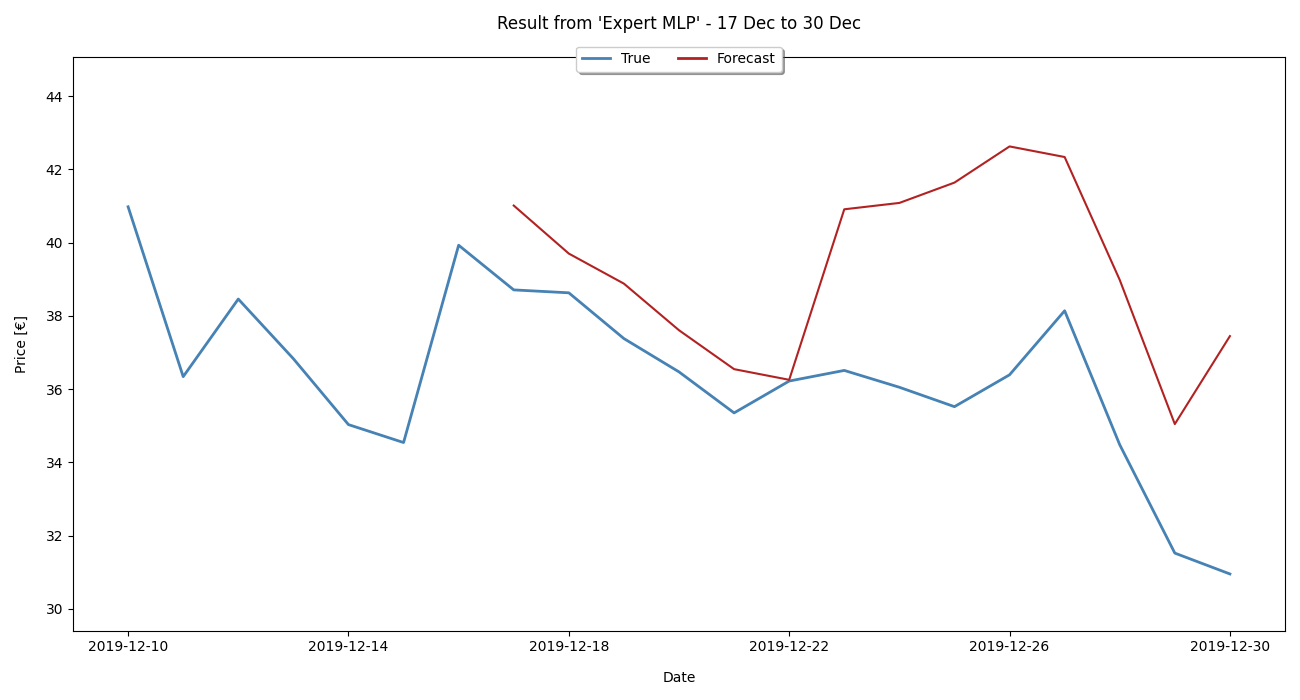 Result from 'Expert MLP' - 17 Dec to 30 Dec
True Forecast
44
42
40
38
36
34
32
30
Price [€]
2019-12-10 2019-12-14 2019-12-18 2019-12-22 2019-12-26 2019-12-30
Date